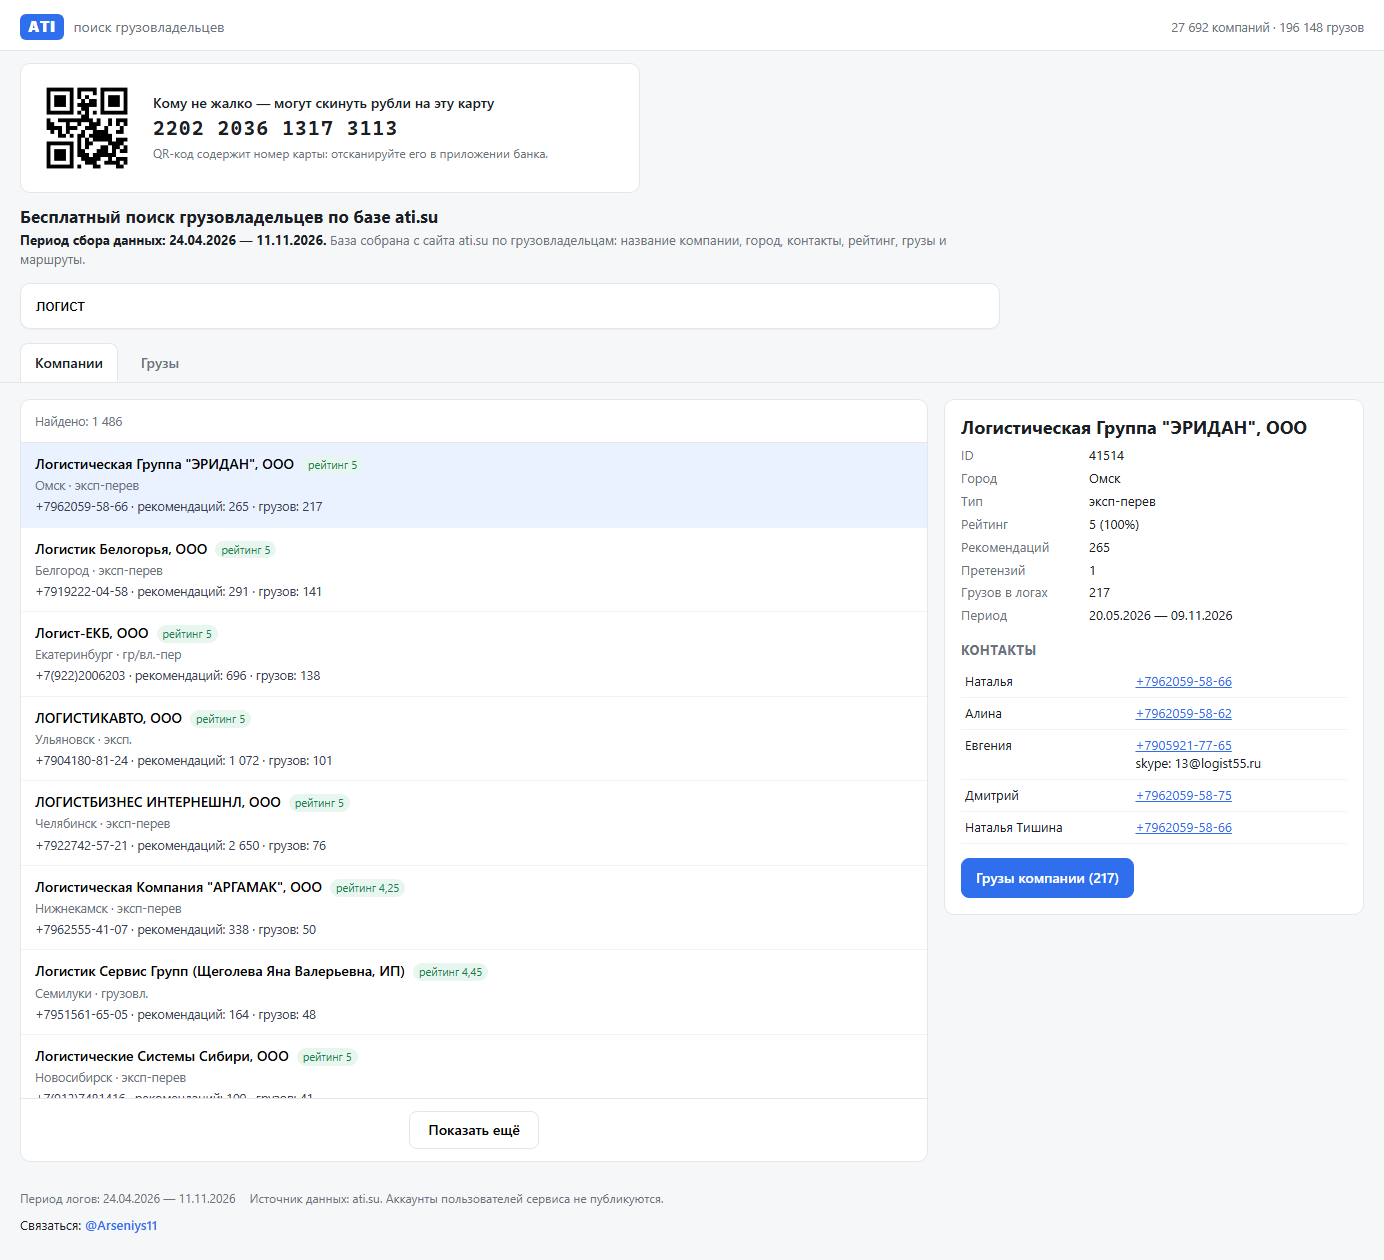 ATI поиск грузовладельцев
27 692 компаний · 196 148 грузов
Кому не жалко — могут скинуть рубли на эту карту
2202 2036 1317 3113
QR-код содержит номер карты: отсканируйте его в приложении банка.
Бесплатный поиск грузовладельцев по базе ati.su
Период сбора данных: 24.04.2026 — 11.11.2026. База собрана с сайта ati.su по грузовладельцам: название компании, город, контакты, рейтинг, грузы и
маршруты.
ЛОГИСТ
Компании Грузы
Найдено: 1 486
Логистическая Группа "ЭРИДАН", ООО рейтинг 5
Омск · эксп-перев
+7962059-58-66 · рекомендаций: 265 · грузов: 217
Логистик Белогорья, ООО рейтинг 5
Белгород · эксп-перев
+7919222-04-58 · рекомендаций: 291 · грузов: 141
Логист-ЕКБ, ООО рейтинг 5
Екатеринбург · гр/вл.-пер
+7(922)2006203 · рекомендаций: 696 · грузов: 138
ЛОГИСТИКАВТО, ООО рейтинг 5
Ульяновск · эксп.
+7904180-81-24 · рекомендаций: 1 072 · грузов: 101
ЛОГИСТБИЗНЕС ИНТЕРНЕШНЛ, ООО рейтинг 5
Челябинск · эксп-перев
+7922742-57-21 · рекомендаций: 2 650 · грузов: 76
Логистическая Компания "АРГАМАК", ООО рейтинг 4,25
Нижнекамск · эксп-перев
+7962555-41-07 · рекомендаций: 338 · грузов: 50
Логистик Сервис Групп (Щеголева Яна Валерьевна, ИП) рейтинг 4,45
Семилуки · грузовл.
+7951561-65-05 · рекомендаций: 164 · грузов: 48
Логистические Системы Сибири, ООО рейтинг 5
Новосибирск · эксп-перев
Показать ещё
Логистическая Группа "ЭРИДАН", ООО
ID 41514
Город Омск
Тип эксп-перев
Рейтинг 5 (100%)
Рекомендаций 265
Претензий 1
Грузов в логах 217
Период 20.05.2026 — 09.11.2026
КОНТАКТЫ
Наталья +7962059-58-66
Алина +7962059-58-62
Евгения +7905921-77-65
skype: 13@logist55.ru
Дмитрий +7962059-58-75
Наталья Тишина +7962059-58-66
Грузы компании (217)
Период логов: 24.04.2026 — 11.11.2026 Источник данных: ati.su. Аккаунты пользователей сервиса не публикуются.
Связаться: @Arseniys11